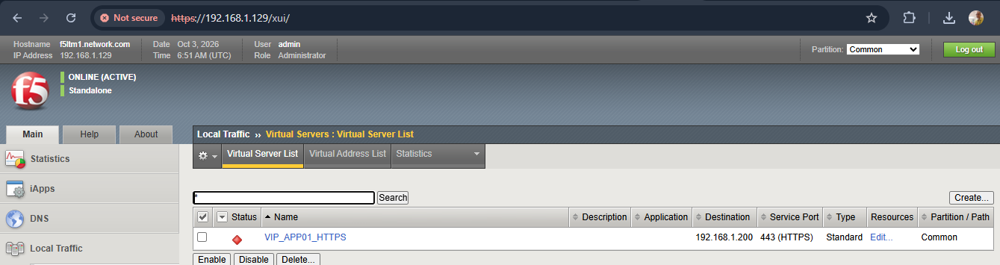 Not secure https://192.168.1.129/xui/
Hostname f5ltm1.network.com Date Oct 3, 2026 User admin
IP Address 192.168.1.129 Time 6:51 AM (UTC) Role Administrator
Partition: Common Log out
f5
ONLINE (ACTIVE)
Standalone
Main Help About
Local Traffic ›› Virtual Servers : Virtual Server List
Statistics
iApps
DNS
Local Traffic
Virtual Server List Virtual Address List Statistics
* Search Create...
Status Name Description Application Destination Service Port Type Resources Partition / Path
VIP_APP01_HTTPS 192.168.1.200 443 (HTTPS) Standard Edit... Common
Enable Disable Delete...